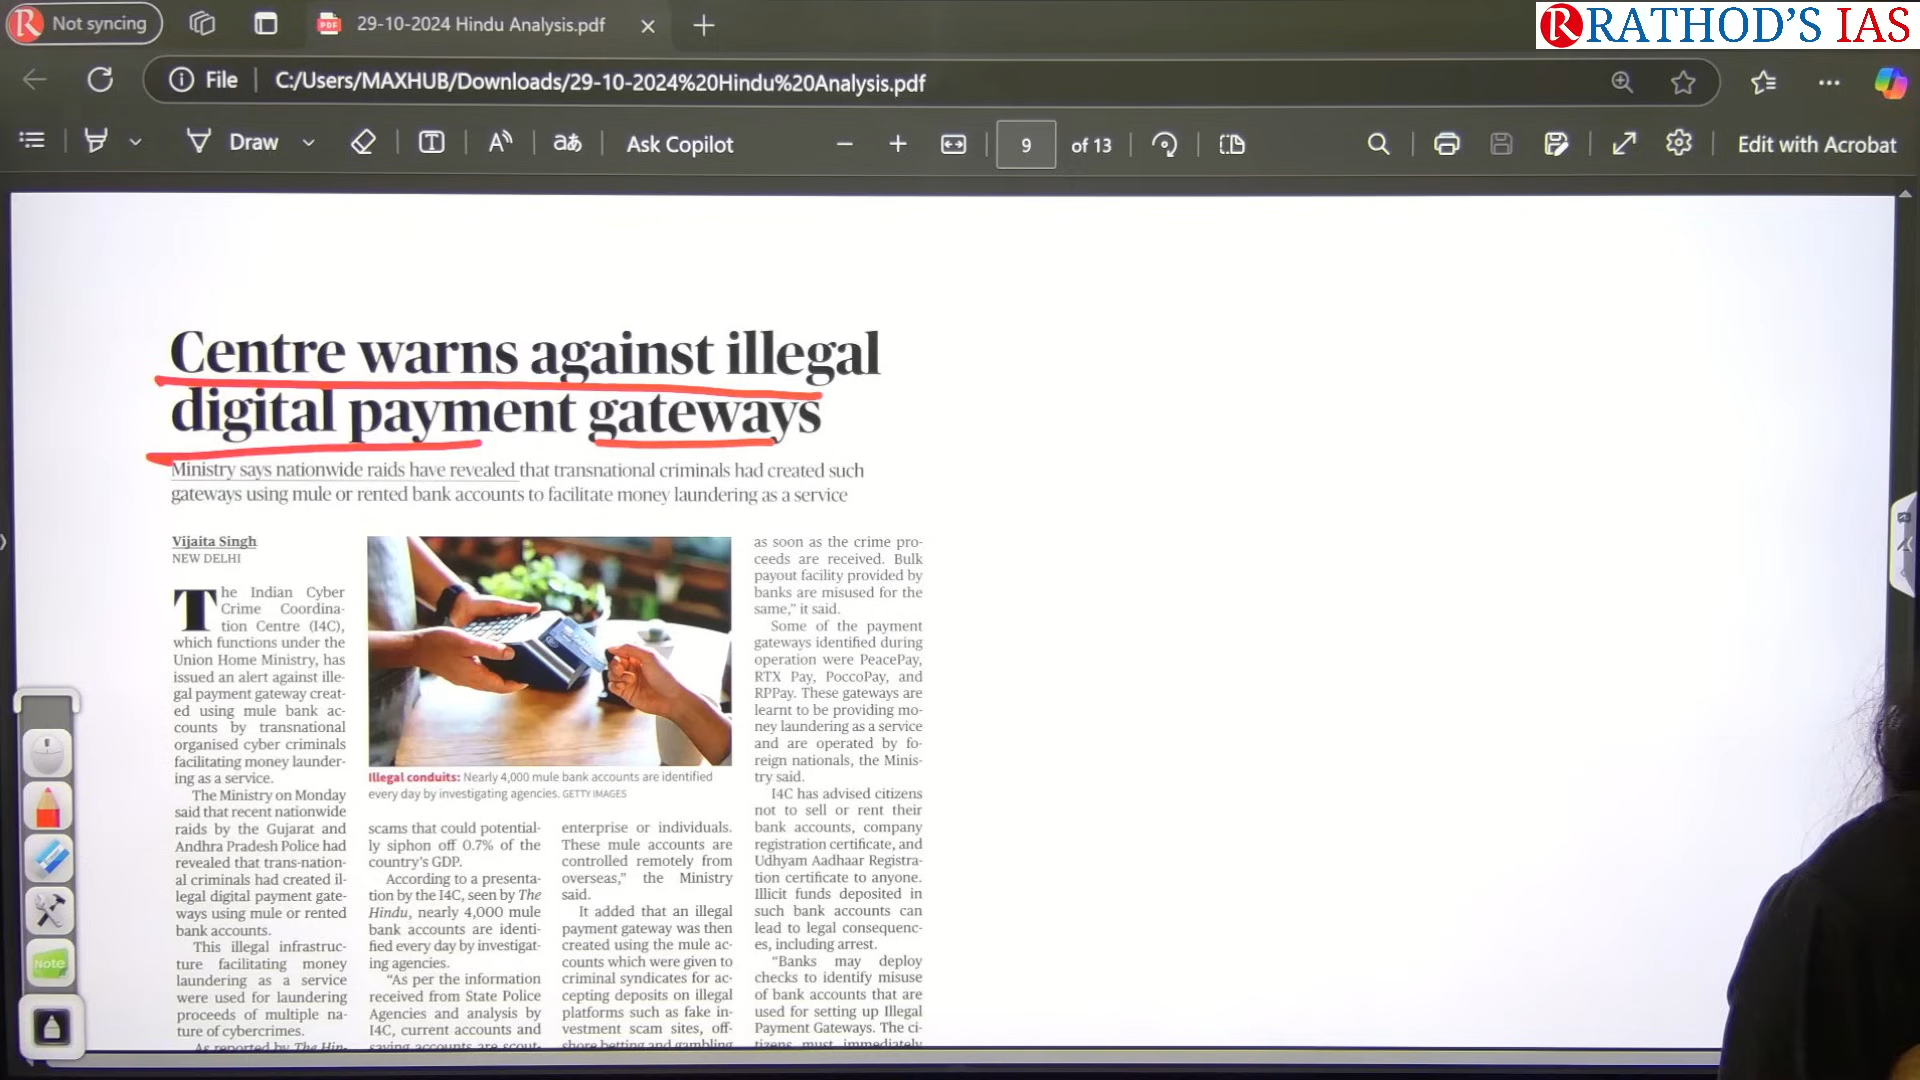 Not syncing
29-10-2024 Hindu Analysis.pdf
RATHOD'S IAS
File
C:/Users/MAXHUB/Downloads/29-10-2024%20Hindu%20Analysis.pdf
Draw
Ask Copilot
9
of 13
Edit with Acrobat
Centre warns against illegal
digital payment gateways
Ministry says nationwide raids have revealed that transnational criminals had created such
gateways using mule or rented bank accounts to facilitate money laundering as a service
Vijaita Singh
NEW DELHI
The Indian Cyber
Crime Coordina-
tion Centre (I4C),
which functions under the
Union Home Ministry, has
issued an alert against ille-
gal payment gateway creat-
ed using mule bank ac-
counts by transnational
organised cyber criminals
facilitating money launder-
ing as a service.
The Ministry on Monday
said that recent nationwide
raids by the Gujarat and
Andhra Pradesh Police had
revealed that trans-nation-
al criminals had created il-
legal digital payment gate-
ways using mule or rented
bank accounts.
This illegal infrastruc-
ture facilitating money
laundering as a service
were used for laundering
proceeds of multiple na-
ture of cybercrimes.
As reported by The Hin-
Illegal conduits: Nearly 4,000 mule bank accounts are identified
every day by investigating agencies. GETTY IMAGES
scams that could potential-
ly siphon off 0.7% of the
country's GDP.
According to a presenta-
tion by the I4C, seen by The
Hindu, nearly 4,000 mule
bank accounts are identi-
fied every day by investigat-
ing agencies.
"As per the information
received from State Police
Agencies and analysis by
I4C, current accounts and
saving accounts are scout-
enterprise or individuals.
These mule accounts are
controlled remotely from
overseas," the Ministry
said.
It added that an illegal
payment gateway was then
created using the mule ac-
counts which were given to
criminal syndicates for ac-
cepting deposits on illegal
platforms such as fake in-
vestment scam sites, off-
shore betting and gambling
as soon as the crime pro-
ceeds are received. Bulk
payout facility provided by
banks are misused for the
same," it said.
Some of the payment
gateways identified during
operation were PeacePay,
RTX Pay, PoccoPay, and
RPPay. These gateways are
learnt to be providing mo-
ney laundering as a service
and are operated by fo-
reign nationals, the Minis-
try said.
I4C has advised citizens
not to sell or rent their
bank accounts, company
registration certificate, and
Udhyam Aadhaar Registra-
tion certificate to anyone.
Illicit funds deposited in
such bank accounts can
lead to legal consequenc-
es, including arrest.
"Banks may deploy
checks to identify misuse
of bank accounts that are
used for setting up Illegal
Payment Gateways. The ci-
tizens must immediately
Note